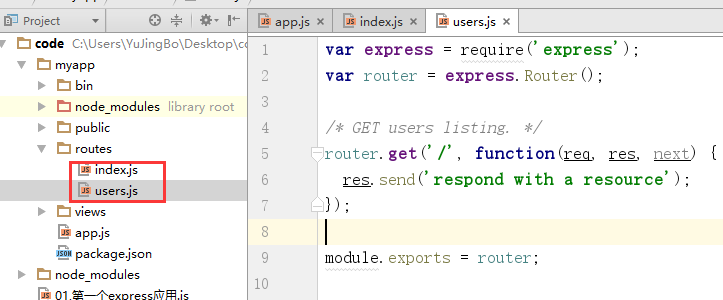 Project
code C:\Users\YuJingBo\Desktop\co
myapp
bin
node_modules library root
public
routes
index.js
users.js
views
app.js
package.json
node_modules
01.第一个express应用.js
app.js × index.js × users.js ×
1 var express = require('express');
2 var router = express.Router();
3
4 /* GET users listing. */
5 router.get('/', function(req, res, next) {
6 res.send('respond with a resource');
7 });
8
9 module.exports = router;
10